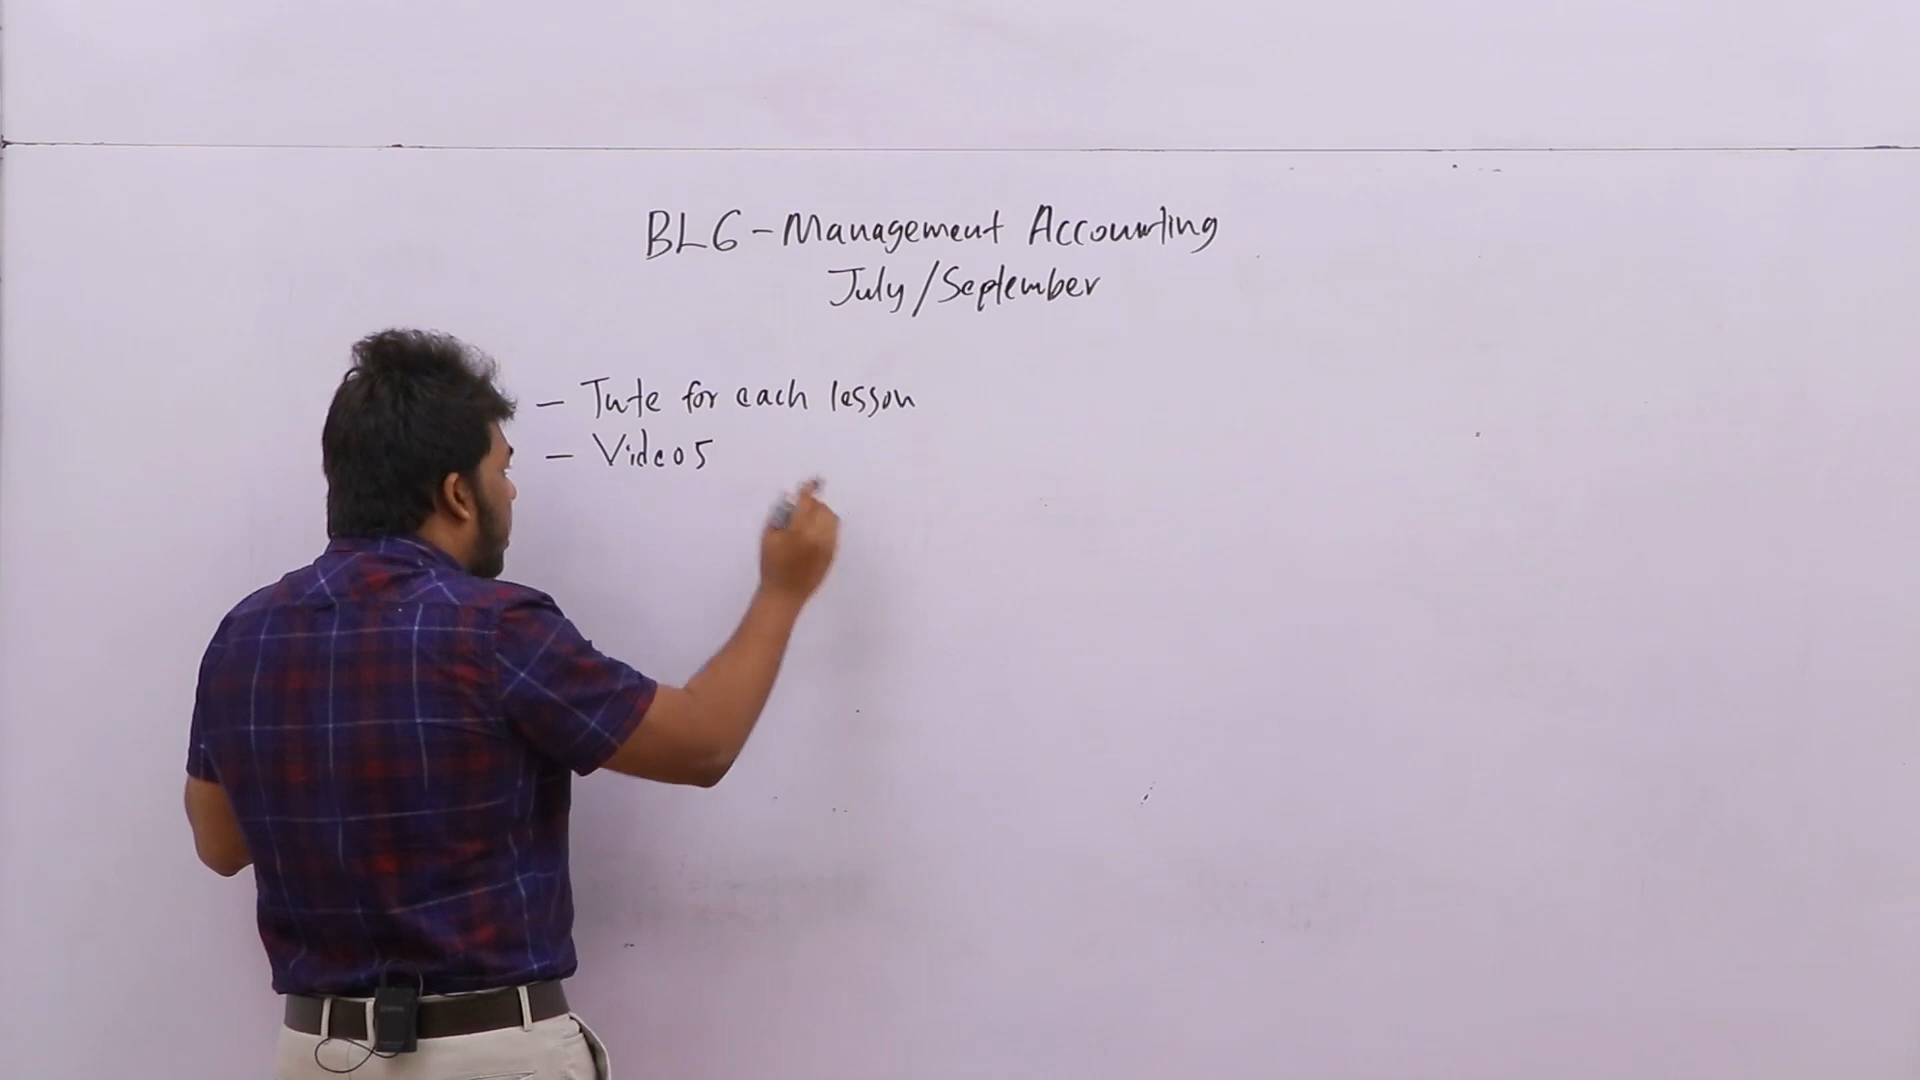 BL6 - Management Accounting
July/September
- Tute for each lesson
- Videos